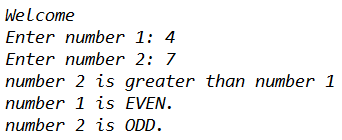 Welcome
Enter number 1: 4
Enter number 2: 7
number 2 is greater than number 1
number 1 is EVEN.
number 2 is ODD.